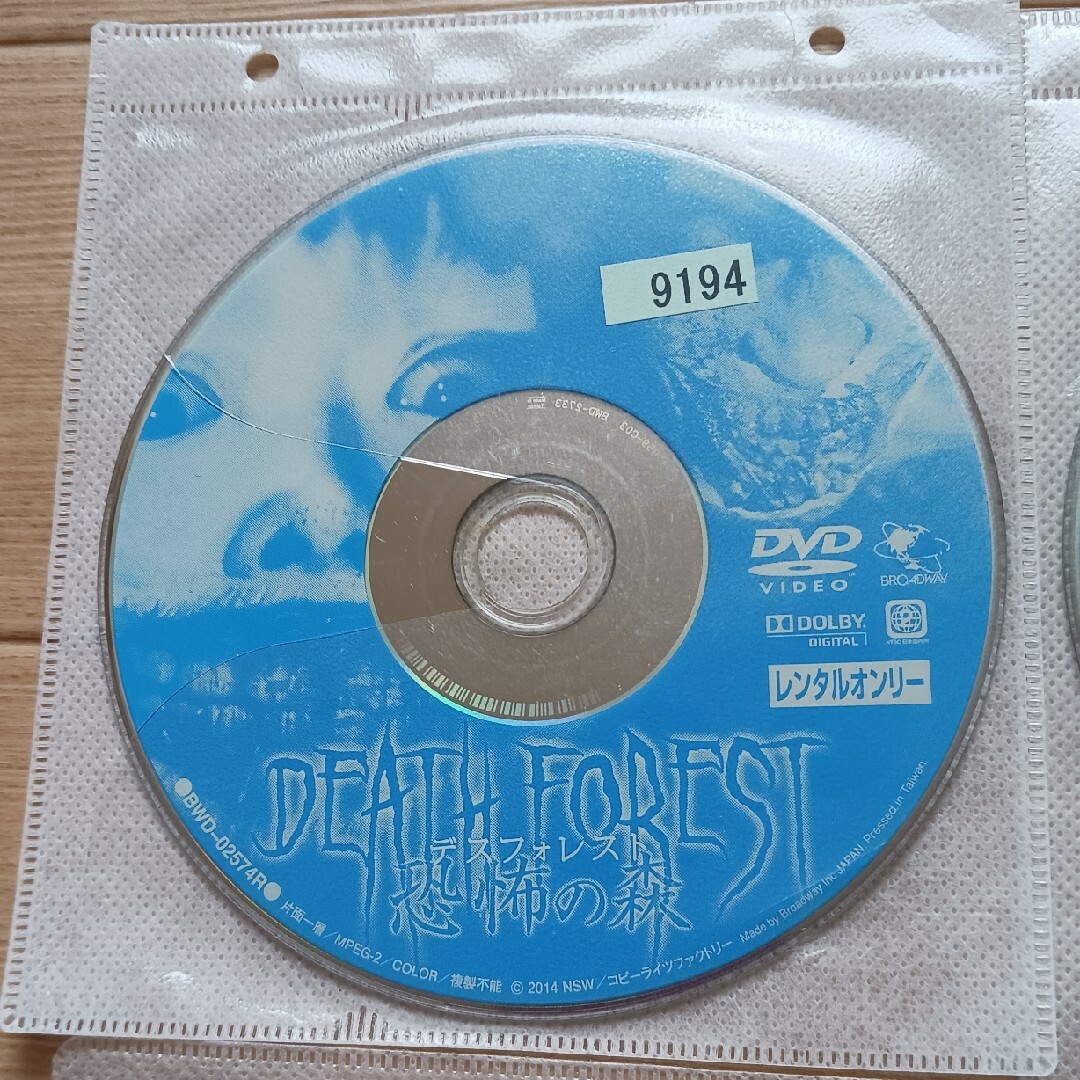 9194
BWD-2733
DVD
VIDEO
BROADWAY
DOLBY
DIGITAL
レンタルオンリー
DEATH FOREST
デスフォレスト
恐怖の森
●BWD-02574R●
片面一層/MPEG-2/COLOR/複製不能 © 2014 NSW/コピーライツファクトリー Made by Broadway Inc JAPAN Pressed in Taiwan.